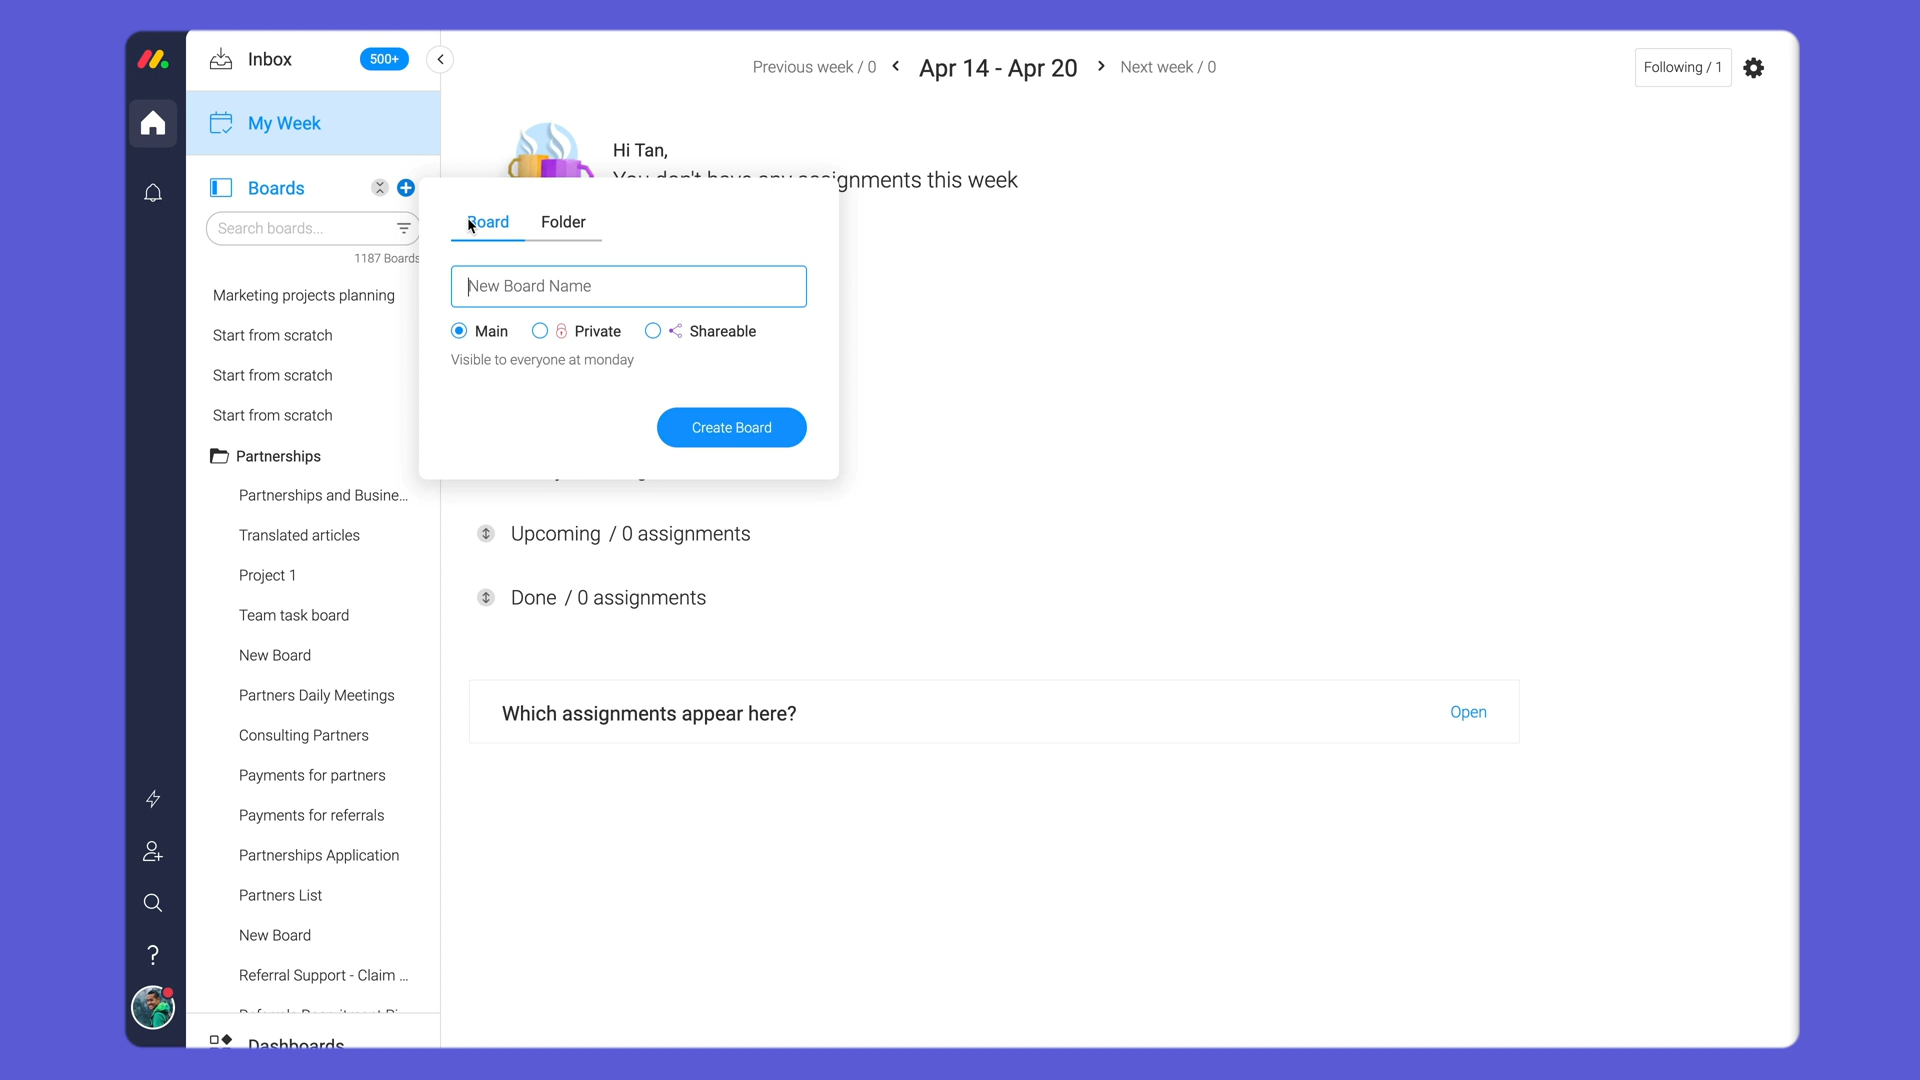 Inbox
500+
My Week
Boards
Search boards...
1187 Boards
Marketing projects planning
Start from scratch
Start from scratch
Start from scratch
Partnerships
Partnerships and Busine...
Translated articles
Project 1
Team task board
New Board
Partners Daily Meetings
Consulting Partners
Payments for partners
Payments for referrals
Partnerships Application
Partners List
New Board
Referral Support - Claim ...
Dashboards
Previous week / 0
Apr 14 - Apr 20
Next week / 0
Following / 1
Hi Tan,
You don't have any assignments this week
Board
Folder
New Board Name
Main
Private
Shareable
Visible to everyone at monday
Create Board
Upcoming / 0 assignments
Done / 0 assignments
Which assignments appear here?
Open